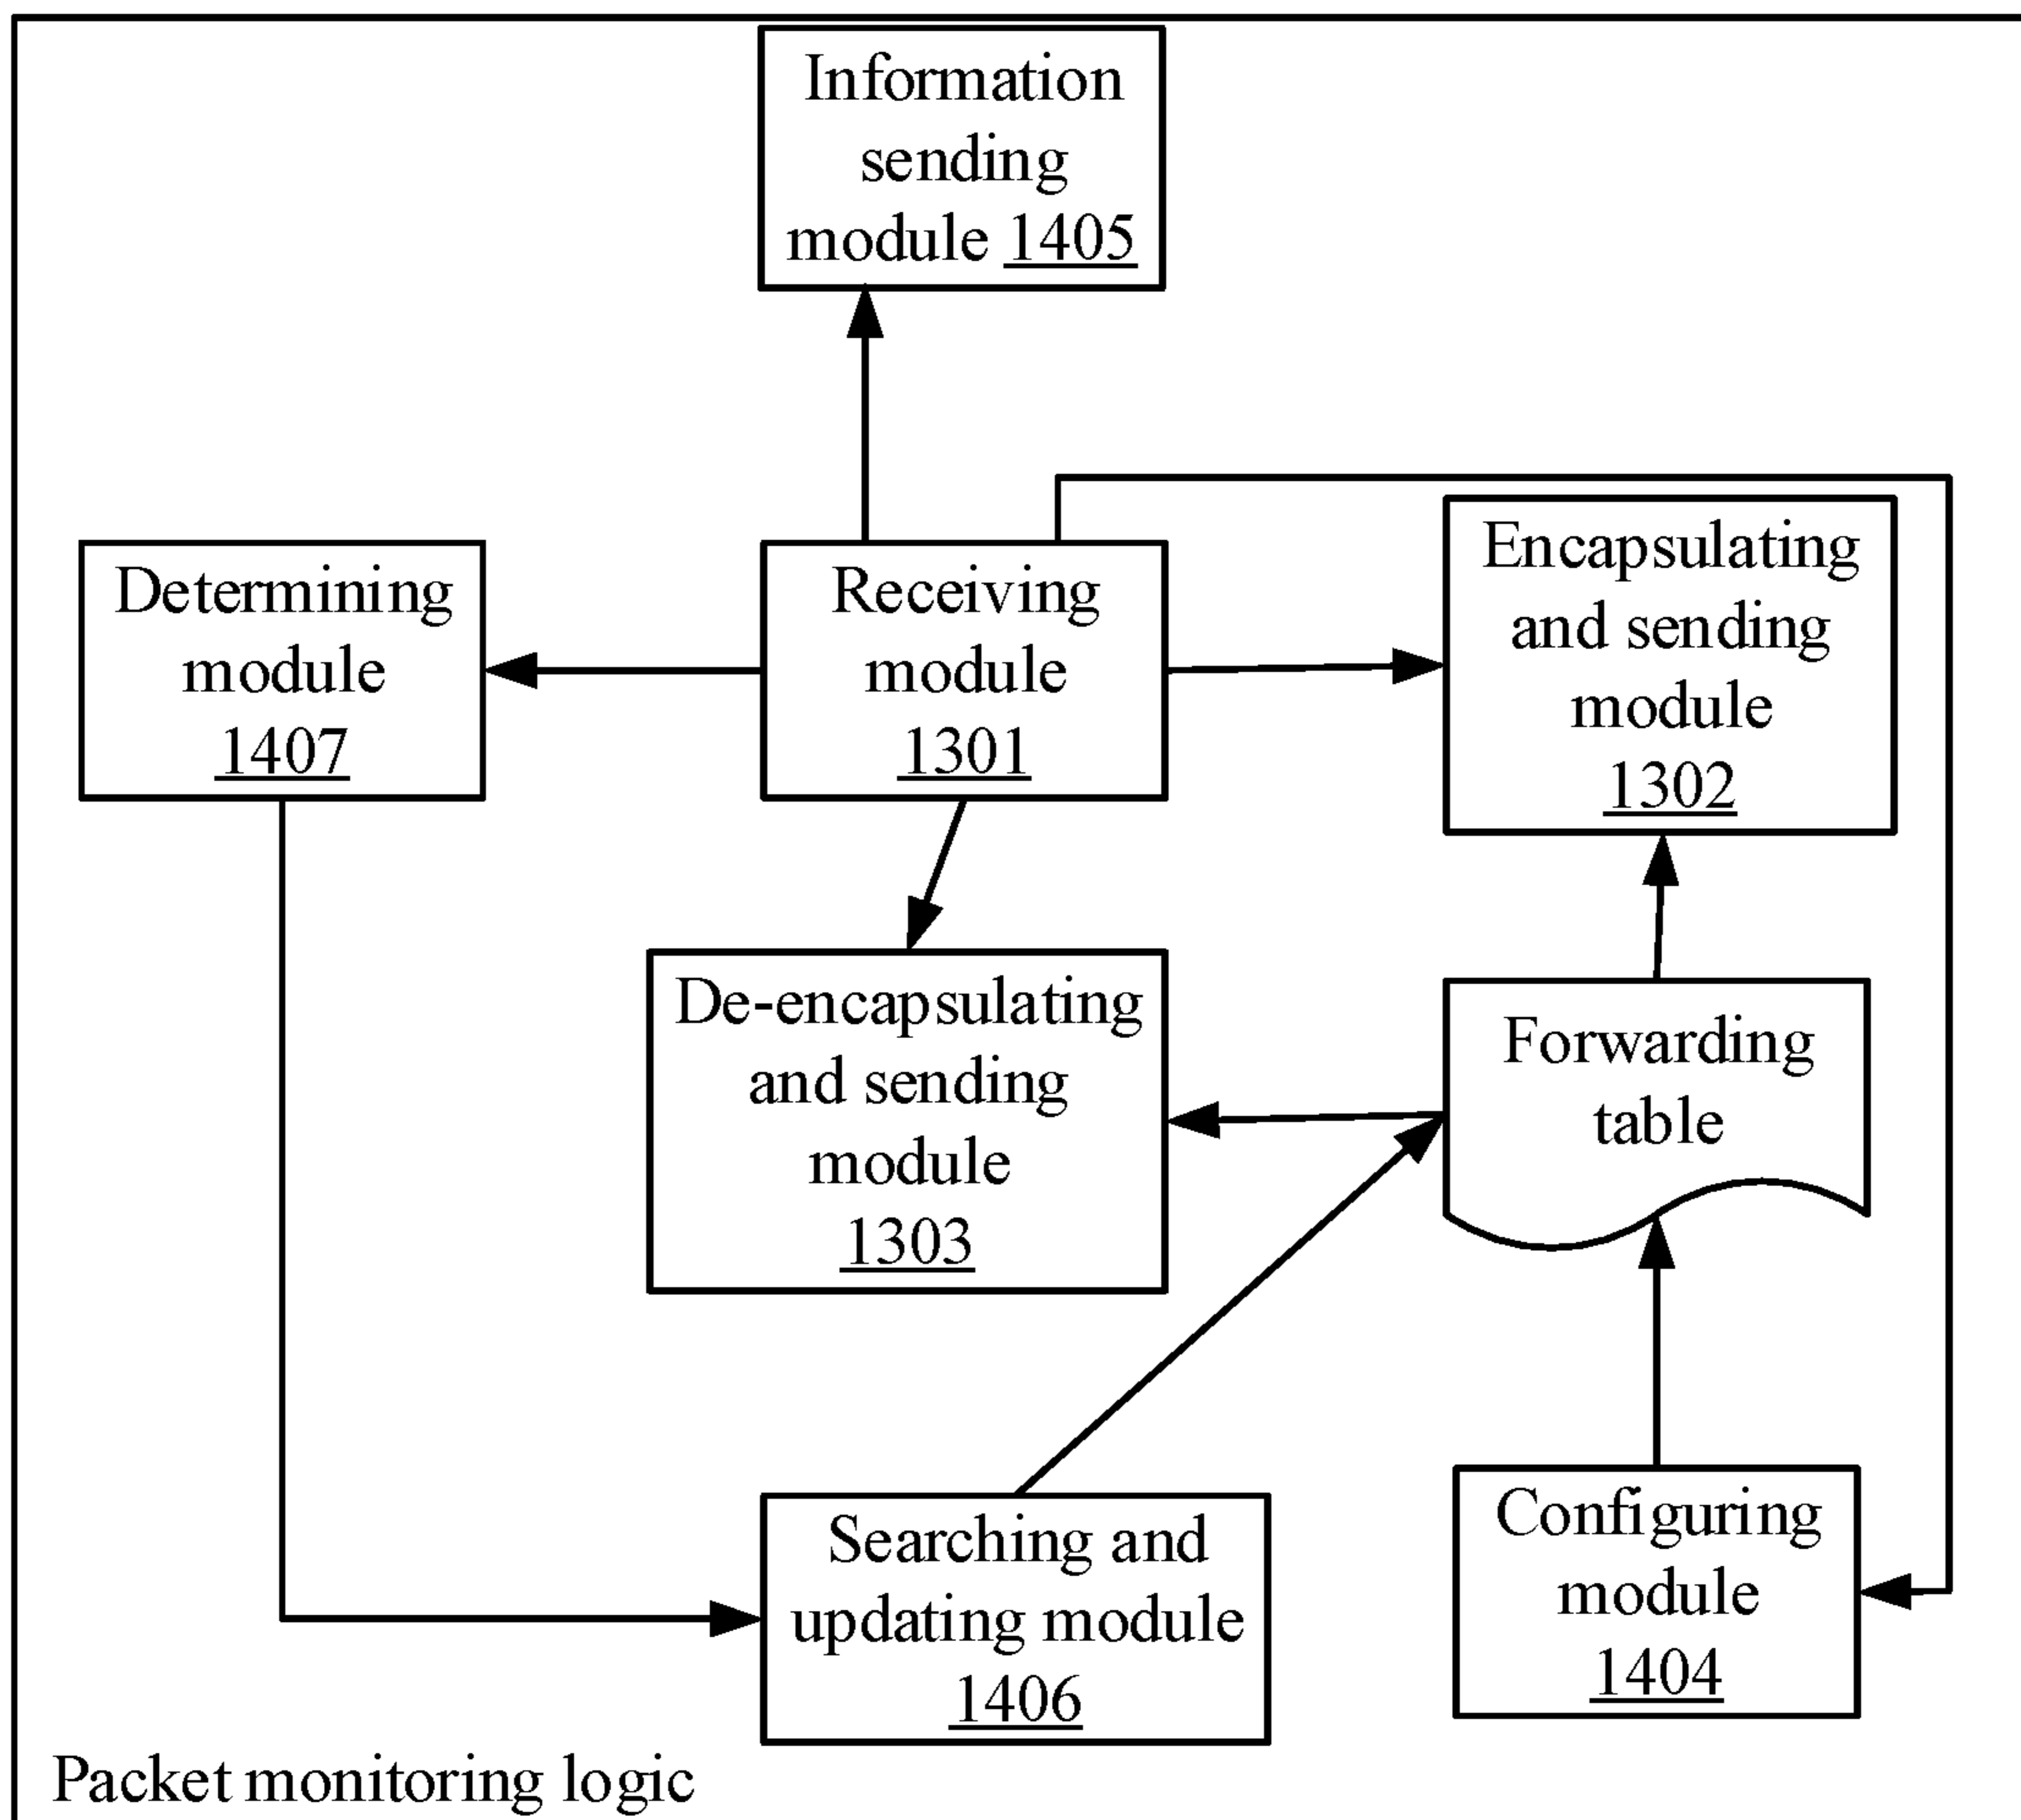 Information
sending
module 1405
Determining
module
1407
Receiving
module
1301
Encapsulating
and sending
module
1302
De-encapsulating
and sending
module
1303
Forwarding
table
Searching and
updating module
1406
Configuring
module
1404
Packet monitoring logic